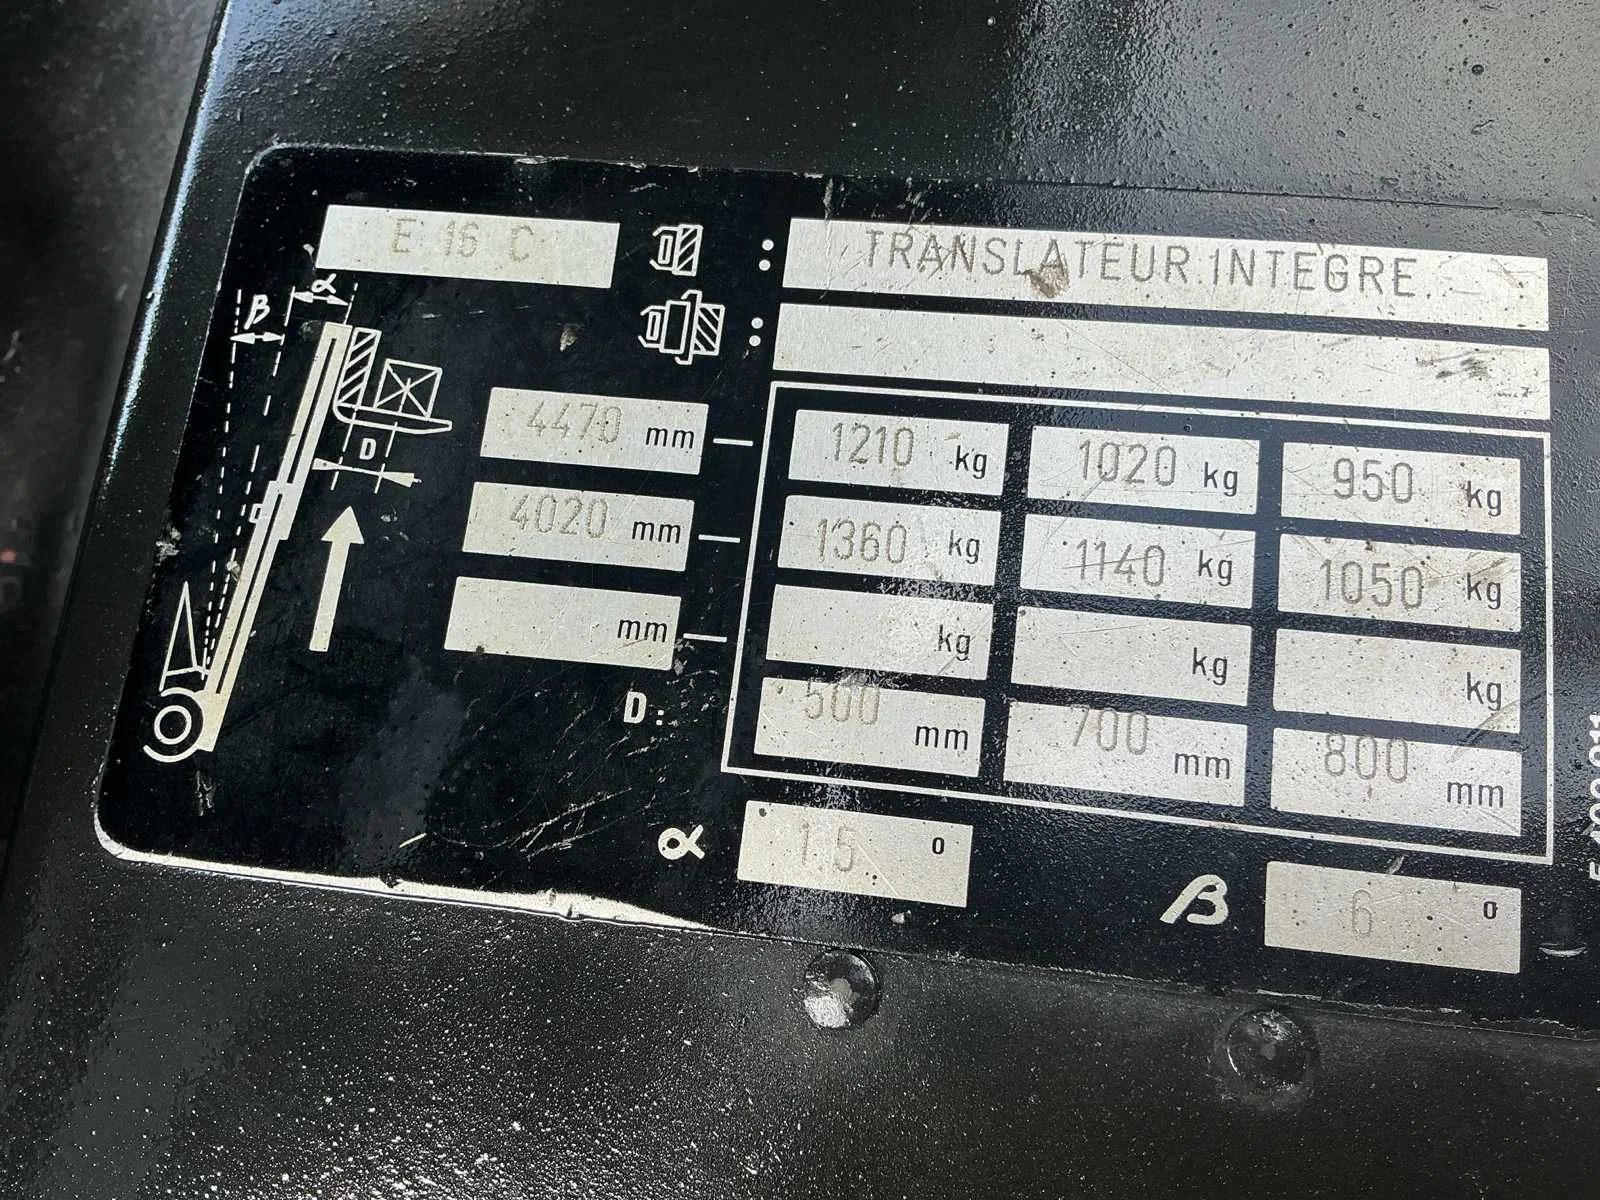 E 16 C
: TRANSLATEUR INTEGRE
:
α
β
D
4470 mm 1210 kg 1020 kg 950 kg
4020 mm 1360 kg 1140 kg 1050 kg
mm kg kg kg
D: 500 mm 700 mm 800 mm
α 1.5 °
β 6 °